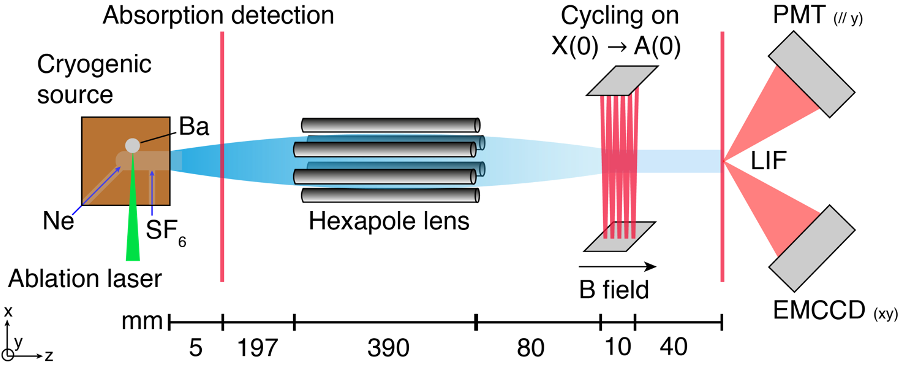 Absorption detection
Cycling on
X(0) → A(0)
PMT (// y)
Cryogenic
source
Ba
Ne
SF6
Ablation laser
Hexapole lens
B field
LIF
EMCCD (xy)
x
y
z
mm
5
197
390
80
10
40